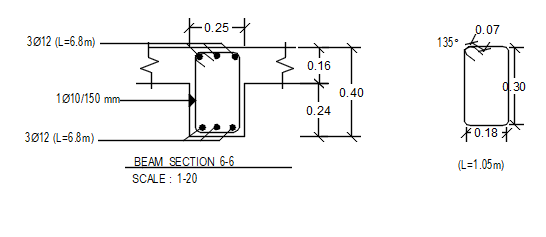 0.25
3Ø12 (L=6.8m)
0.16
0.40
1Ø10/150 mm
0.24
3Ø12 (L=6.8m)
BEAM SECTION 6-6
SCALE : 1-20
0.07
135°
0.30
0.18
(L=1.05m)